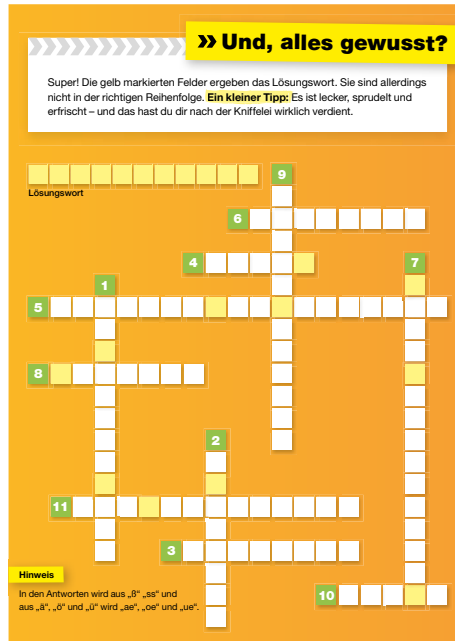 » Und, alles gewusst?
Super! Die gelb markierten Felder ergeben das Lösungswort. Sie sind allerdings
nicht in der richtigen Reihenfolge. Ein kleiner Tipp: Es ist lecker, sprudelt und
erfrischt – und das hast du dir nach der Kniffelei wirklich verdient.
9
Lösungswort
6
4
7
1
5
8
2
11
3
Hinweis
In den Antworten wird aus „ß“ „ss“ und
aus „ä“, „ö“ und „ü“ wird „ae“, „oe“ und „ue“.
10